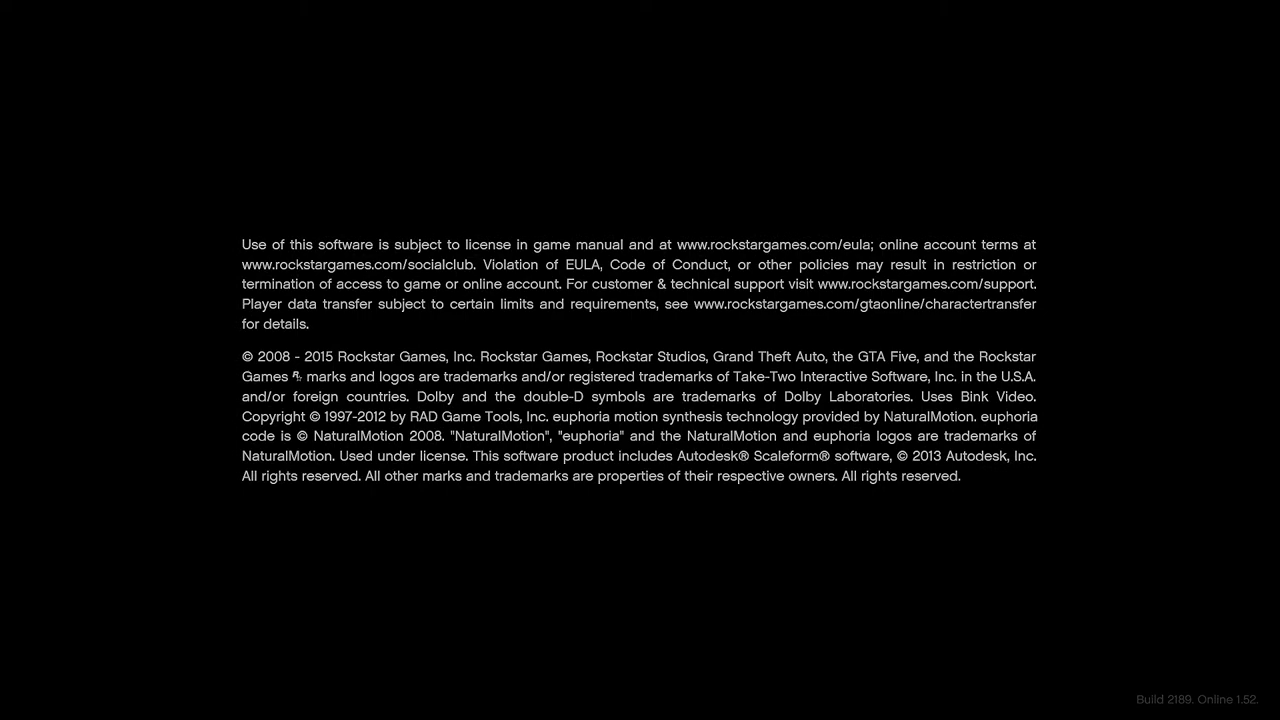 Use of this software is subject to license in game manual and at www.rockstargames.com/eula; online account terms at
www.rockstargames.com/socialclub. Violation of EULA, Code of Conduct, or other policies may result in restriction or
termination of access to game or online account. For customer & technical support visit www.rockstargames.com/support.
Player data transfer subject to certain limits and requirements, see www.rockstargames.com/gtaonline/charactertransfer
for details.
© 2008 - 2015 Rockstar Games, Inc. Rockstar Games, Rockstar Studios, Grand Theft Auto, the GTA Five, and the Rockstar
Games R* marks and logos are trademarks and/or registered trademarks of Take-Two Interactive Software, Inc. in the U.S.A.
and/or foreign countries. Dolby and the double-D symbols are trademarks of Dolby Laboratories. Uses Bink Video.
Copyright © 1997-2012 by RAD Game Tools, Inc. euphoria motion synthesis technology provided by NaturalMotion. euphoria
code is © NaturalMotion 2008. "NaturalMotion", "euphoria" and the NaturalMotion and euphoria logos are trademarks of
NaturalMotion. Used under license. This software product includes Autodesk® Scaleform® software, © 2013 Autodesk, Inc.
All rights reserved. All other marks and trademarks are properties of their respective owners. All rights reserved.
Build 2189. Online 1.52.